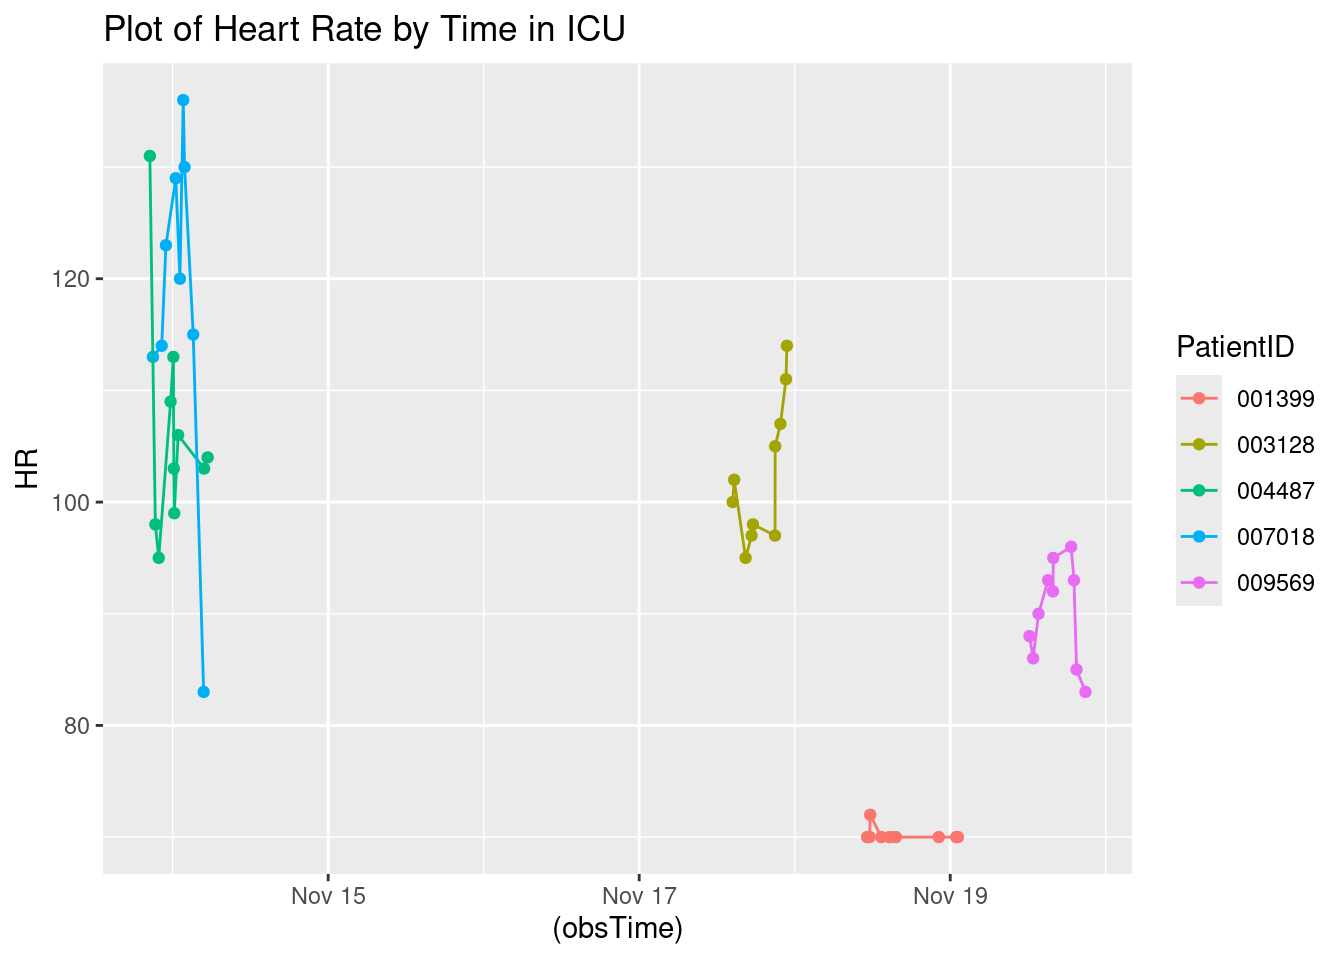 Plot of Heart Rate by Time in ICU
120
100
80
HR
Nov 15
Nov 17
Nov 19
(obsTime)
PatientID
001399
003128
004487
007018
009569